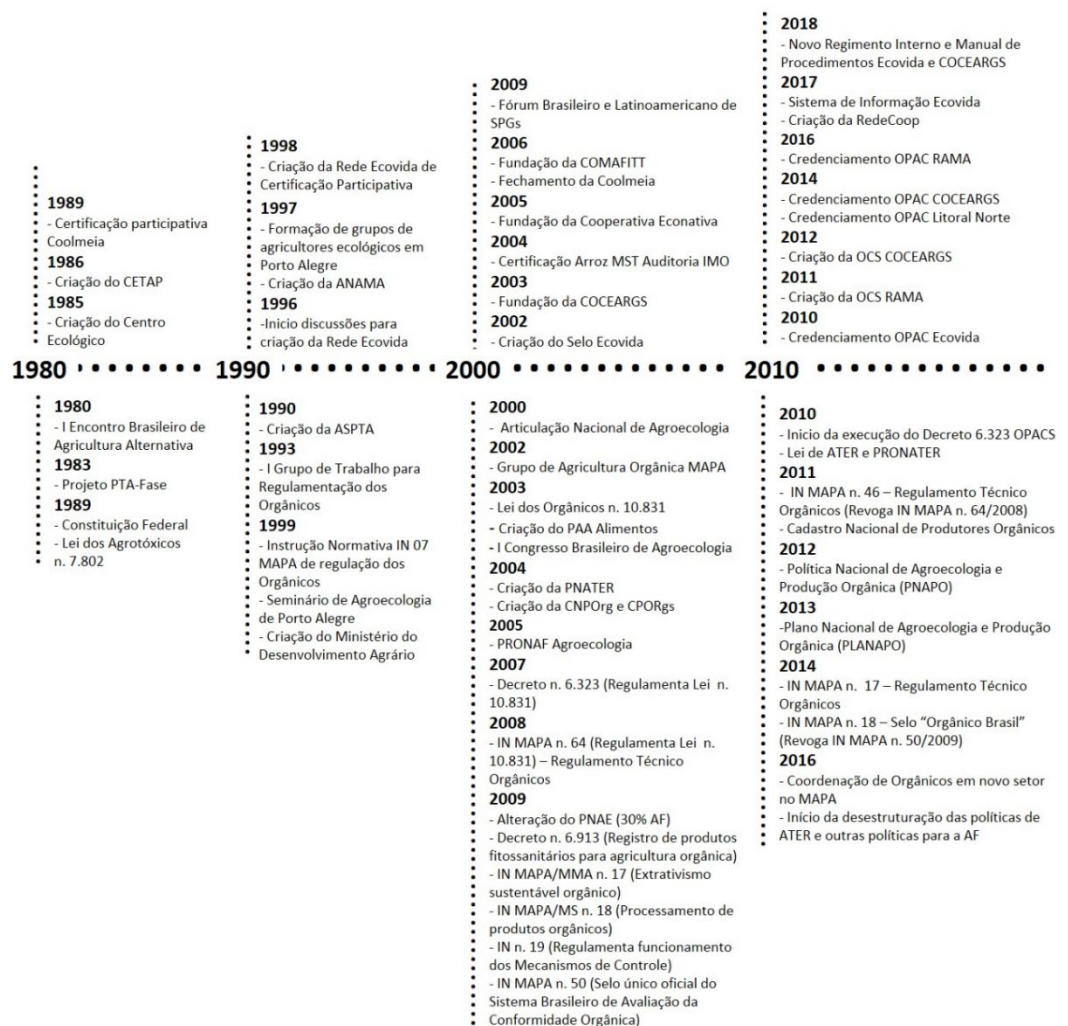 1989
- Certificação participativa
Coolmeia
1986
- Criação do CETAP
1985
- Criação do Centro
Ecológico
1998
- Criação da Rede Ecovida de
Certificação Participativa
1997
- Formação de grupos de
agricultores ecológicos em
Porto Alegre
- Criação da ANAMA
1996
-Inicio discussões para
criação da Rede Ecovida
2009
- Fórum Brasileiro e Latinoamericano de
SPGs
2006
- Fundação da COMAFITT
- Fechamento da Coolmeia
2005
- Fundação da Cooperativa Econativa
2004
- Certificação Arroz MST Auditoria IMO
2003
- Fundação da COCEARGS
2002
- Criação do Selo Ecovida
2018
- Novo Regimento Interno e Manual de
Procedimentos Ecovida e COCEARGS
2017
- Sistema de Informação Ecovida
- Criação da RedeCoop
2016
- Credenciamento OPAC RAMA
2014
- Credenciamento OPAC COCEARGS
- Credenciamento OPAC Litoral Norte
2012
- Criação da OCS COCEARGS
2011
- Criação da OCS RAMA
2010
- Credenciamento OPAC Ecovida
1980 1990 2000 2010
1980
- I Encontro Brasileiro de
Agricultura Alternativa
1983
- Projeto PTA-Fase
1989
- Constituição Federal
- Lei dos Agrotóxicos
n. 7.802
1990
- Criação da ASPTA
1993
- I Grupo de Trabalho para
Regulamentação dos
Orgânicos
1999
- Instrução Normativa IN 07
MAPA de regulação dos
Orgânicos
- Seminário de Agroecologia
de Porto Alegre
- Criação do Ministério do
Desenvolvimento Agrário
2000
- Articulação Nacional de Agroecologia
2002
- Grupo de Agricultura Orgânica MAPA
2003
- Lei dos Orgânicos n. 10.831
- Criação do PAA Alimentos
- I Congresso Brasileiro de Agroecologia
2004
- Criação da PNATER
- Criação da CNPOrg e CPORgs
2005
- PRONAF Agroecologia
2007
- Decreto n. 6.323 (Regulamenta Lei n.
10.831)
2008
- IN MAPA n. 64 (Regulamenta Lei n.
10.831) – Regulamento Técnico
Orgânicos
2009
- Alteração do PNAE (30% AF)
- Decreto n. 6.913 (Registro de produtos
fitossanitários para agricultura orgânica)
- IN MAPA/MMA n. 17 (Extrativismo
sustentável orgânico)
- IN MAPA/MS n. 18 (Processamento de
produtos orgânicos)
- IN n. 19 (Regulamenta funcionamento
dos Mecanismos de Controle)
- IN MAPA n. 50 (Selo único oficial do
Sistema Brasileiro de Avaliação da
Conformidade Orgânica)
2010
- Inicio da execução do Decreto 6.323 OPACS
- Lei de ATER e PRONATER
2011
- IN MAPA n. 46 – Regulamento Técnico
Orgânicos (Revoga IN MAPA n. 64/2008)
- Cadastro Nacional de Produtores Orgânicos
2012
- Política Nacional de Agroecologia e
Produção Orgânica (PNAPO)
2013
-Plano Nacional de Agroecologia e Produção
Orgânica (PLANAPO)
2014
- IN MAPA n. 17 – Regulamento Técnico
Orgânicos
- IN MAPA n. 18 – Selo “Orgânico Brasil”
(Revoga IN MAPA n. 50/2009)
2016
- Coordenação de Orgânicos em novo setor
no MAPA
- Início da desestruturação das políticas de
ATER e outras políticas para a AF